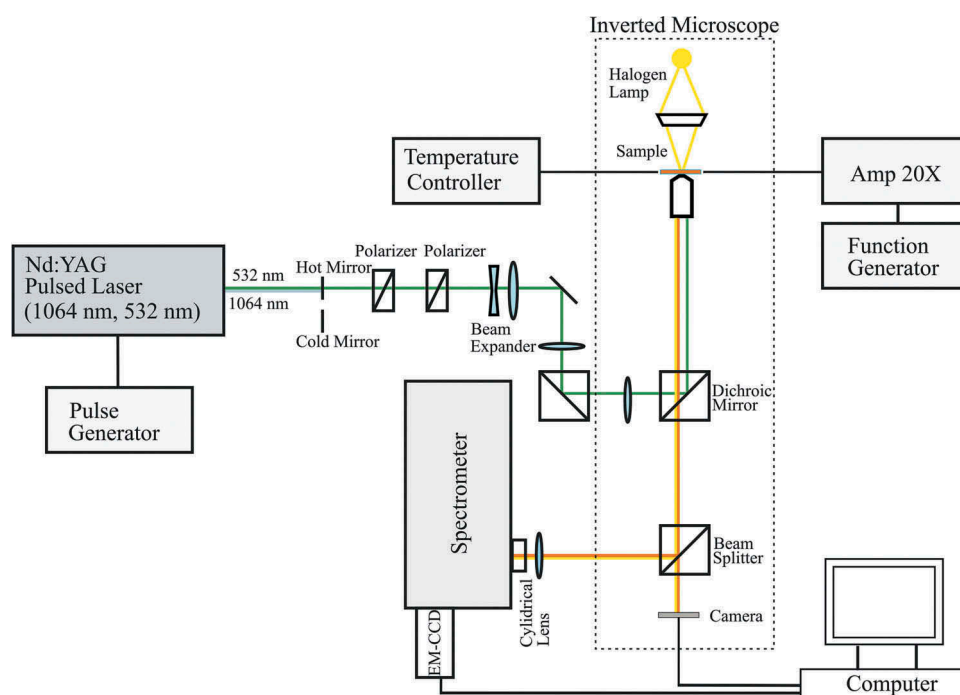 Inverted Microscope
Halogen
Lamp
Sample
Temperature
Controller
Amp 20X
Function
Generator
Nd:YAG
Pulsed Laser
(1064 nm, 532 nm)
532 nm
1064 nm
Hot Mirror
Cold Mirror
Polarizer
Polarizer
Beam
Expander
Pulse
Generator
Dichroic
Mirror
Spectrometer
Beam
Splitter
Cylidrical
Lens
Camera
EM-CCD
Computer